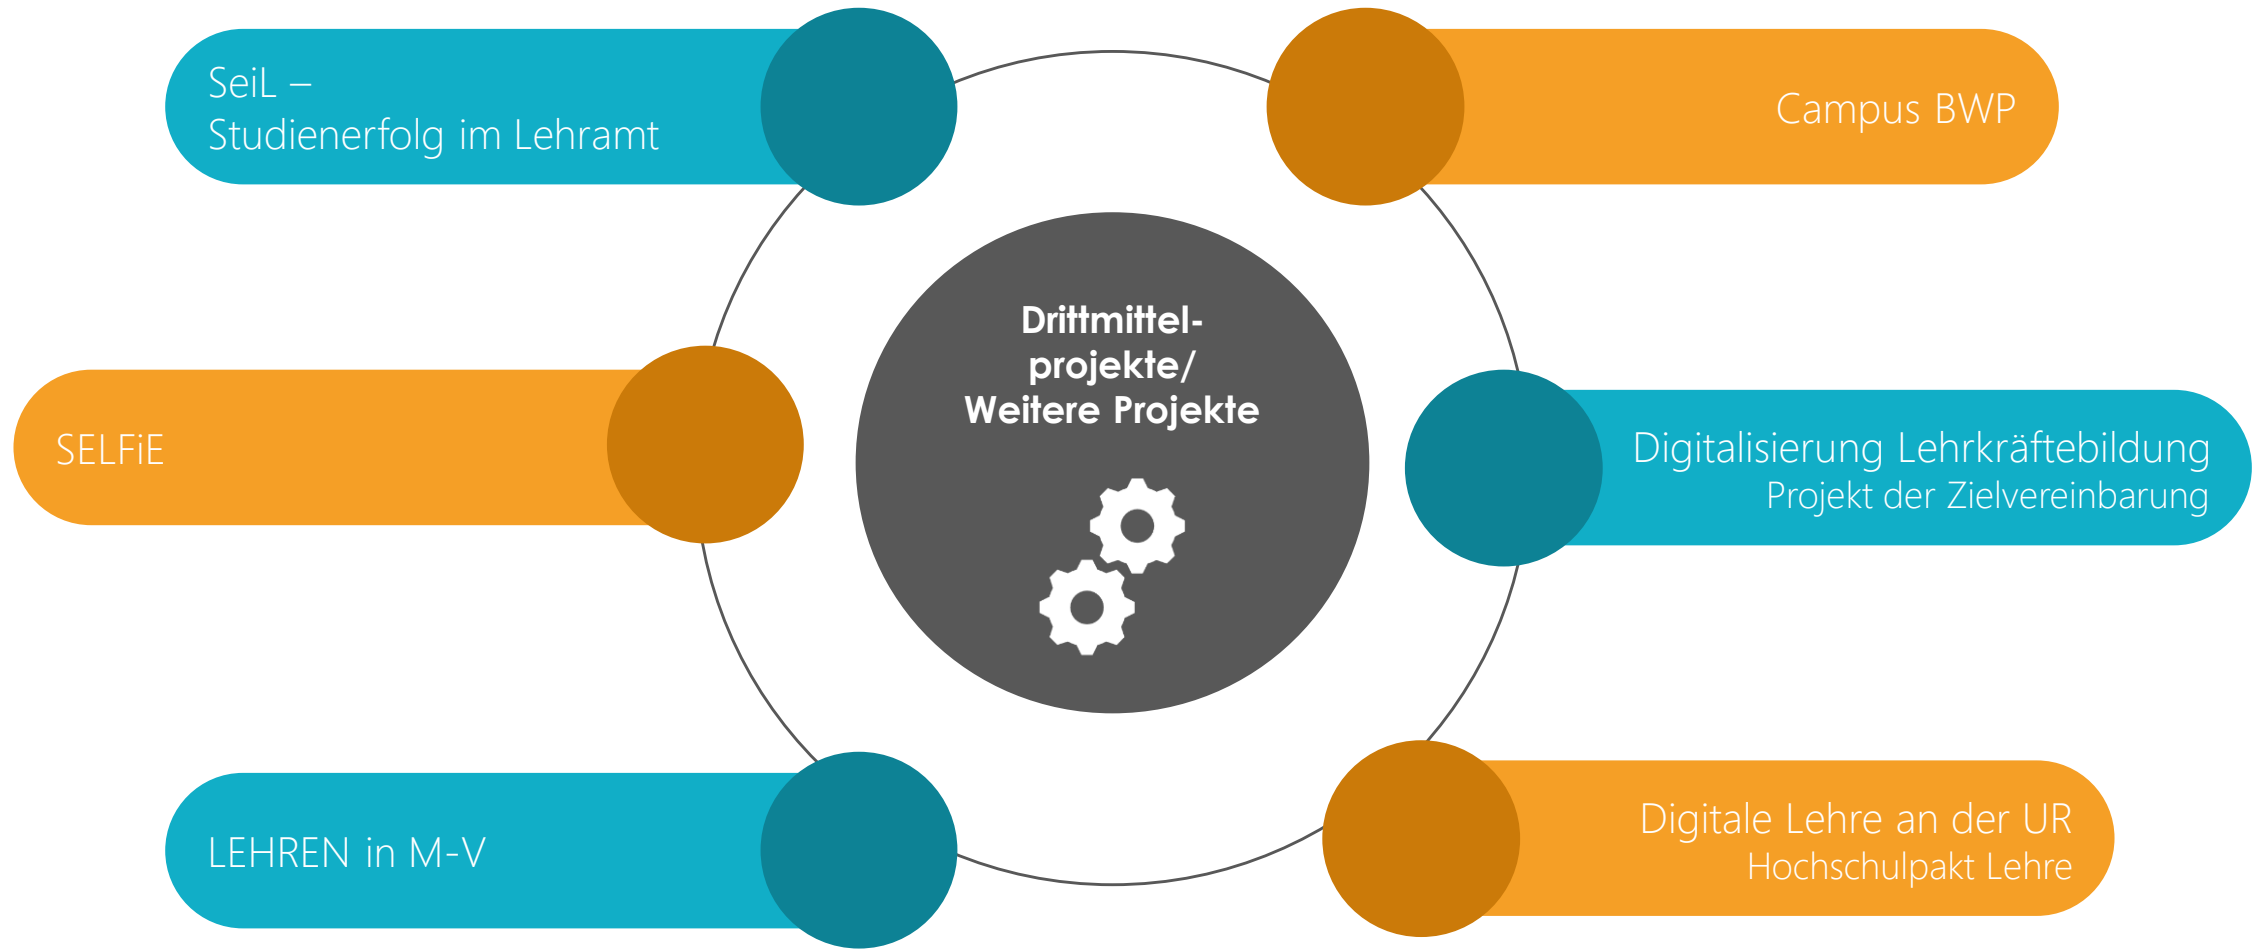 SeiL –
Studienerfolg im Lehramt
Campus BWP
Drittmittel-
projekte/
Weitere Projekte
SELFiE
Digitalisierung Lehrkräftebildung
Projekt der Zielvereinbarung
LEHREN in M-V
Digitale Lehre an der UR
Hochschulpakt Lehre